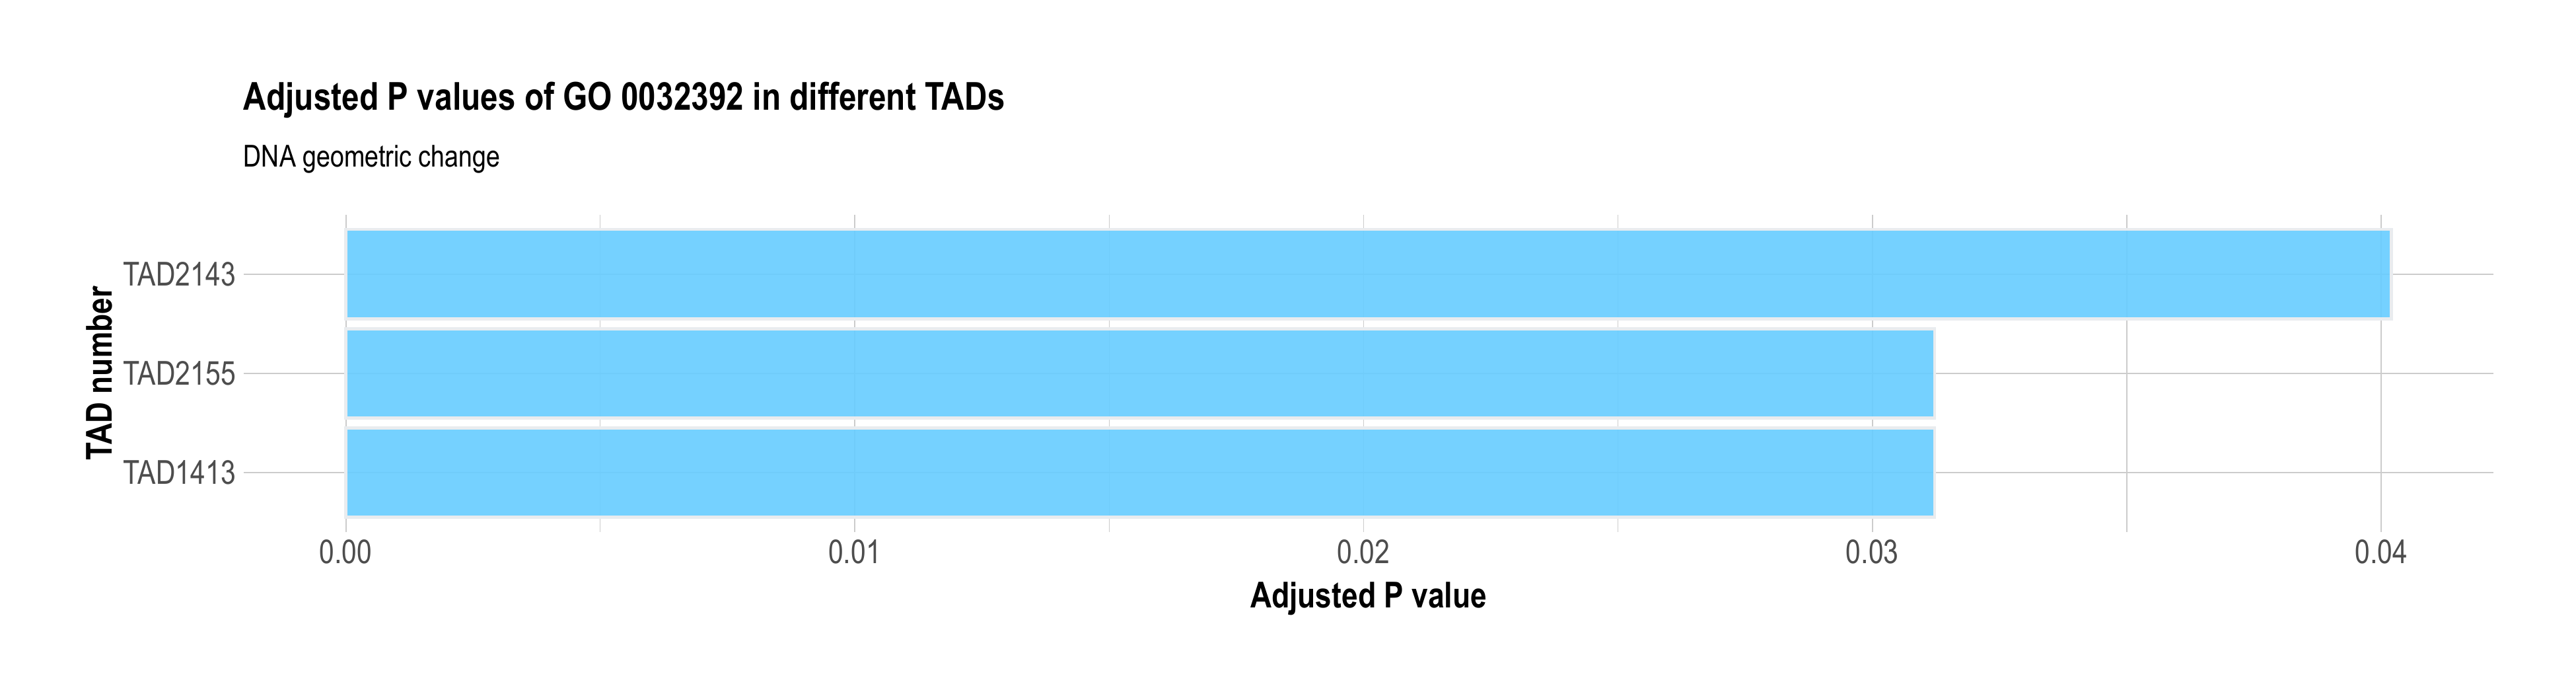 Adjusted P values of GO 0032392 in different TADs
DNA geometric change
TAD number
TAD2143
TAD2155
TAD1413
0.00 0.01 0.02 0.03 0.04
Adjusted P value